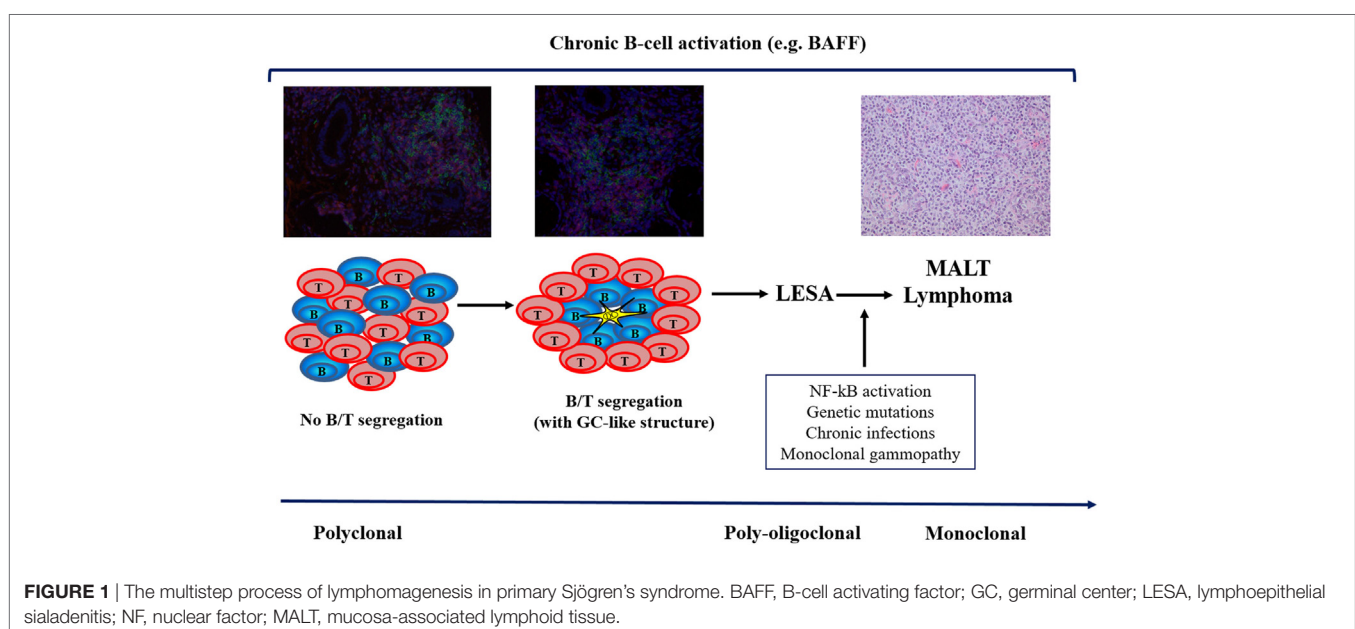 Chronic B-cell activation (e.g. BAFF)
T B T B
B T B T
B T B
T T B T
B T
T T T T
B B B T
T B B T
T T T
LESA
MALT
Lymphoma
No B/T segregation
B/T segregation
(with GC-like structure)
NF-kB activation
Genetic mutations
Chronic infections
Monoclonal gammopathy
Polyclonal
Poly-oligoclonal
Monoclonal
FIGURE 1 | The multistep process of lymphomagenesis in primary Sjögren’s syndrome. BAFF, B-cell activating factor; GC, germinal center; LESA, lymphoepithelial
sialadenitis; NF, nuclear factor; MALT, mucosa-associated lymphoid tissue.